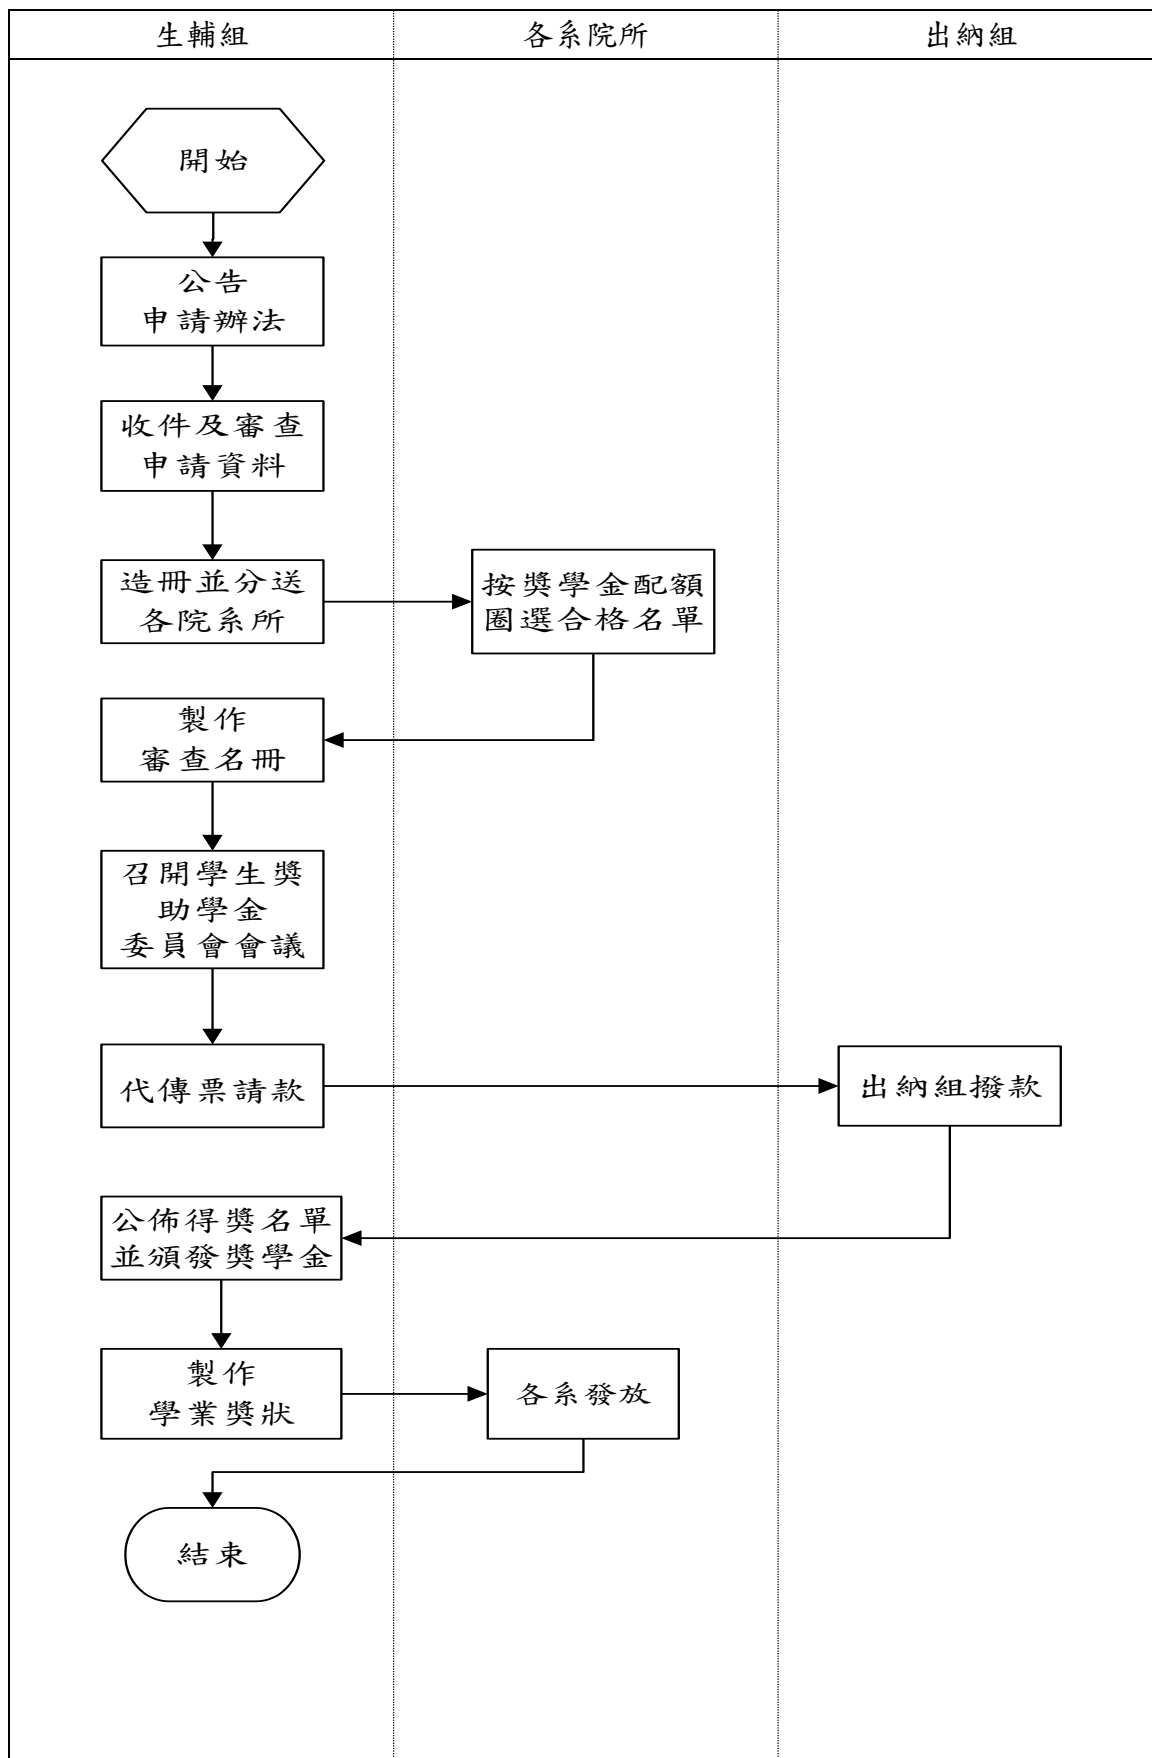 生輔組
各系院所
出納組
開始
公告
申請辦法
收件及審查
申請資料
造冊並分送
各院系所
按獎學金配額
圈選合格名單
製作
審查名冊
召開學生獎
助學金
委員會會議
代傳票請款
出納組撥款
公佈得獎名單
並頒發獎學金
製作
學業獎狀
各系發放
結束